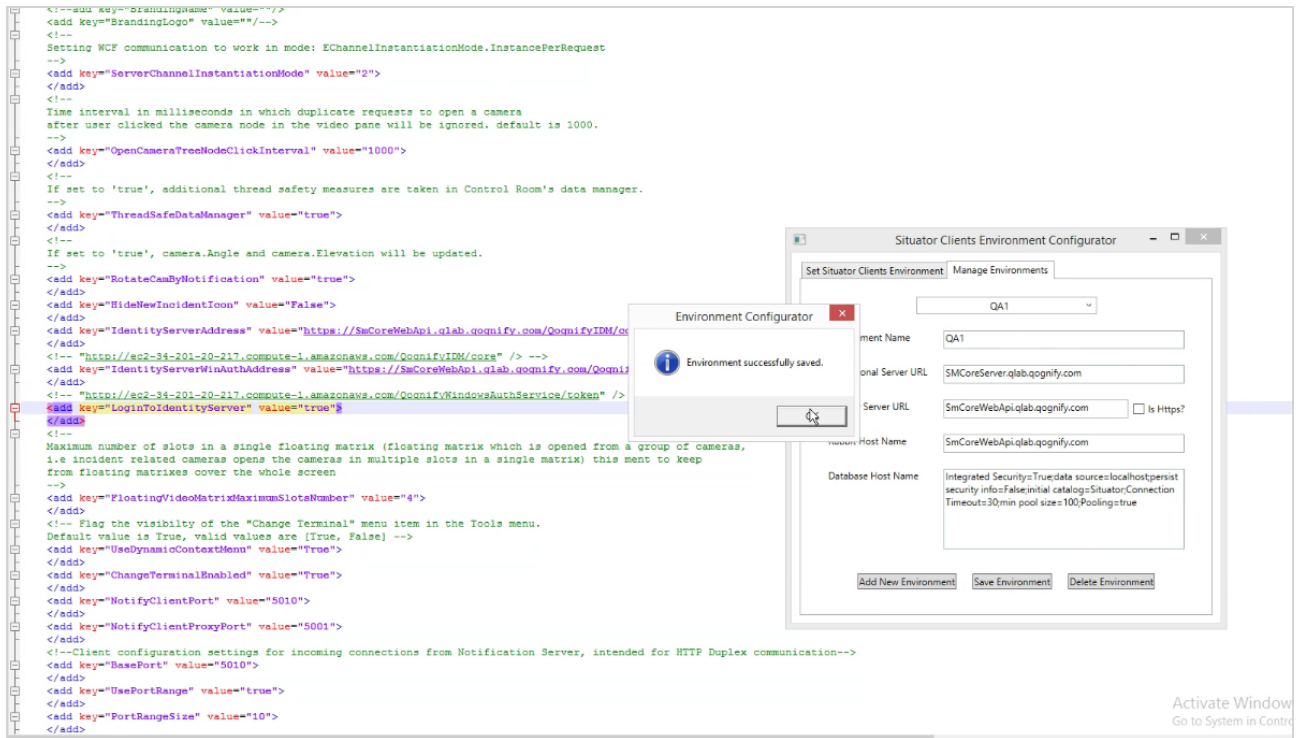 <!--add key="BrandingName" value=""/>
<add key="BrandingLogo" value=""/-->
<!--
Setting WCF communication to work in mode: EChannelInstantiationMode.InstancePerRequest
-->
<add key="ServerChannelInstantiationMode" value="2">
</add>
<!--
Time interval in milliseconds in which duplicate requests to open a camera
after user clicked the camera node in the video pane will be ignored. default is 1000.
-->
<add key="OpenCameraTreeNodeClickInterval" value="1000">
</add>
<!--
If set to 'true', additional thread safety measures are taken in Control Room's data manager.
-->
<add key="ThreadSafeDataManager" value="true">
</add>
<!--
If set to 'true', camera.Angle and camera.Elevation will be updated.
-->
<add key="RotateCamByNotification" value="true">
</add>
<add key="HideNewIncidentIcon" value="False">
</add>
<add key="IdentityServerAddress" value="https://SmCoreWebApi.qlab.qognify.com/QognifyIDM/co
</add>
<!-- "http://ec2-34-201-20-217.compute-1.amazonaws.com/QognifyIDM/core" /> -->
<add key="IdentityServerWinAuthAddress" value="https://SmCoreWebApi.qlab.qognify.com/Qogni
</add>
<!-- "http://ec2-34-201-20-217.compute-1.amazonaws.com/QognifyWindowsAuthService/token" />
<add key="LoginToIdentityServer" value="true">
</add>
<!--
Maximum number of slots in a single floating matrix (floating matrix which is opened from a group of cameras,
i.e incident related cameras opens the cameras in multiple slots in a single matrix) this ment to keep
from floating matrixes cover the whole screen
-->
<add key="FloatingVideoMatrixMaximumSlotsNumber" value="4">
</add>
<!-- Flag the visibilty of the "Change Terminal" menu item in the Tools menu.
Default value is True, valid values are [True, False] -->
<add key="UseDynamicContextMenu" value="True">
</add>
<add key="ChangeTerminalEnabled" value="True">
</add>
<add key="NotifyClientPort" value="5010">
</add>
<add key="NotifyClientProxyPort" value="5001">
</add>
<!--Client configuration settings for incoming connections from Notification Server, intended for HTTP Duplex communication-->
<add key="BasePort" value="5010">
</add>
<add key="UsePortRange" value="true">
</add>
<add key="PortRangeSize" value="10">
</add>
Situator Clients Environment Configurator
Set Situator Clients Environment Manage Environments
QA1
ment Name QA1
onal Server URL SMCoreServer.qlab.qognify.com
Server URL SmCoreWebApi.qlab.qognify.com Is Https?
Host Name SmCoreWebApi.qlab.qognify.com
Database Host Name
Integrated Security=True;data source=localhost;persist
security info=False;initial catalog=Situator;Connection
Timeout=30;min pool size=100;Pooling=true
Add New Environment Save Environment Delete Environment
Environment Configurator
Environment successfully saved.
Activate Window
Go to System in Contro